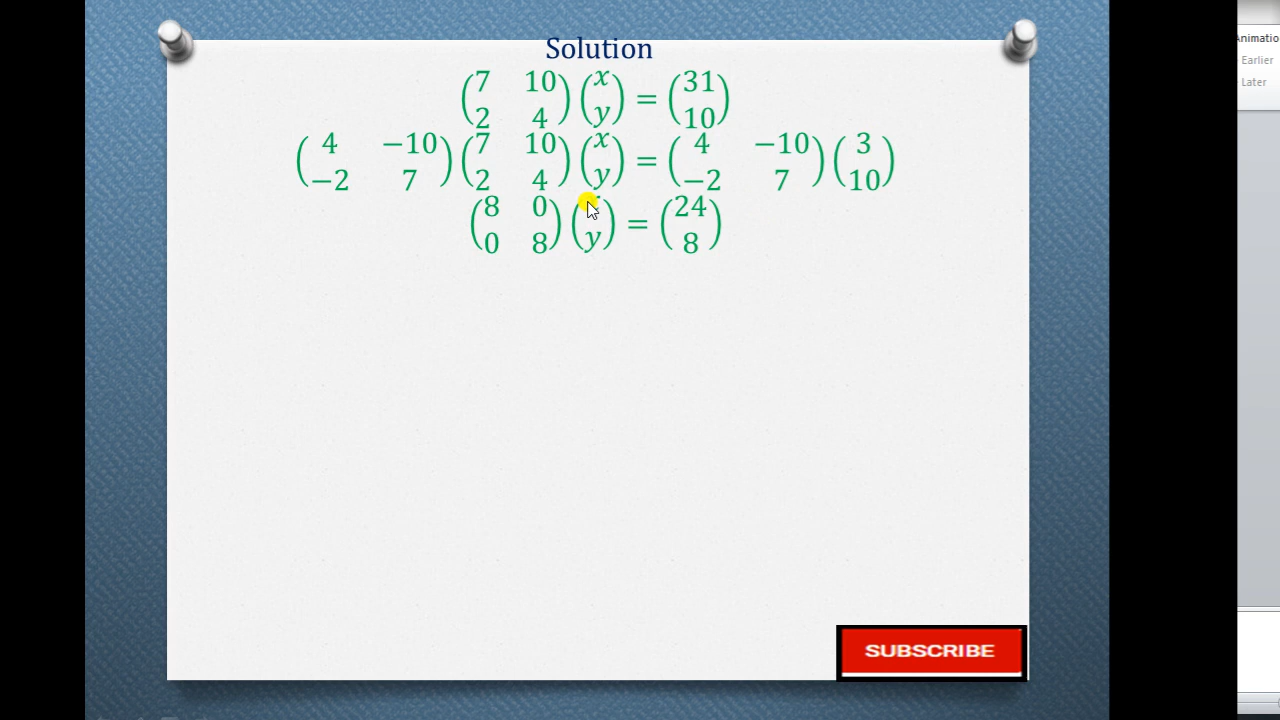 Solution
(7 10
2 4)(x
y) = (31
10)
(4 −10
−2 7)(7 10
2 4)(x
y) = (4 −10
−2 7)(3
10)
(8 0
0 8)(
y) = (24
8)
SUBSCRIBE
Earlier
Later